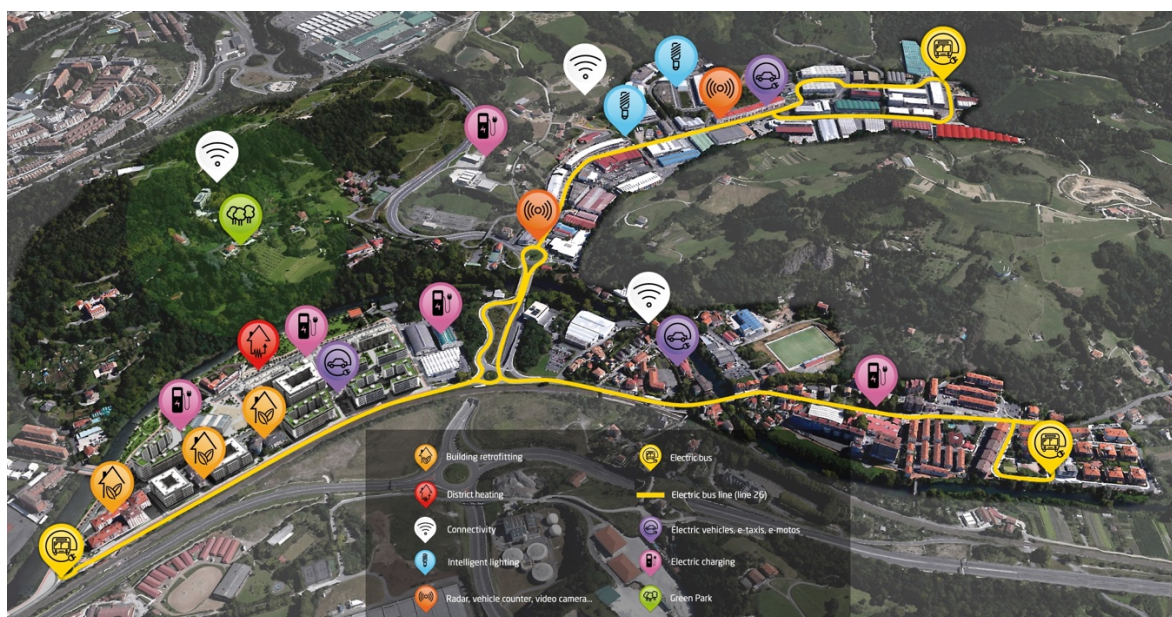 Building retrofitting
District heating
Connectivity
Intelligent lighting
Radar, vehicle counter, video camera...
Electric bus
Electric bus line (line 26)
Electric vehicles, e-taxis, e-motos
Electric charging
Green Park